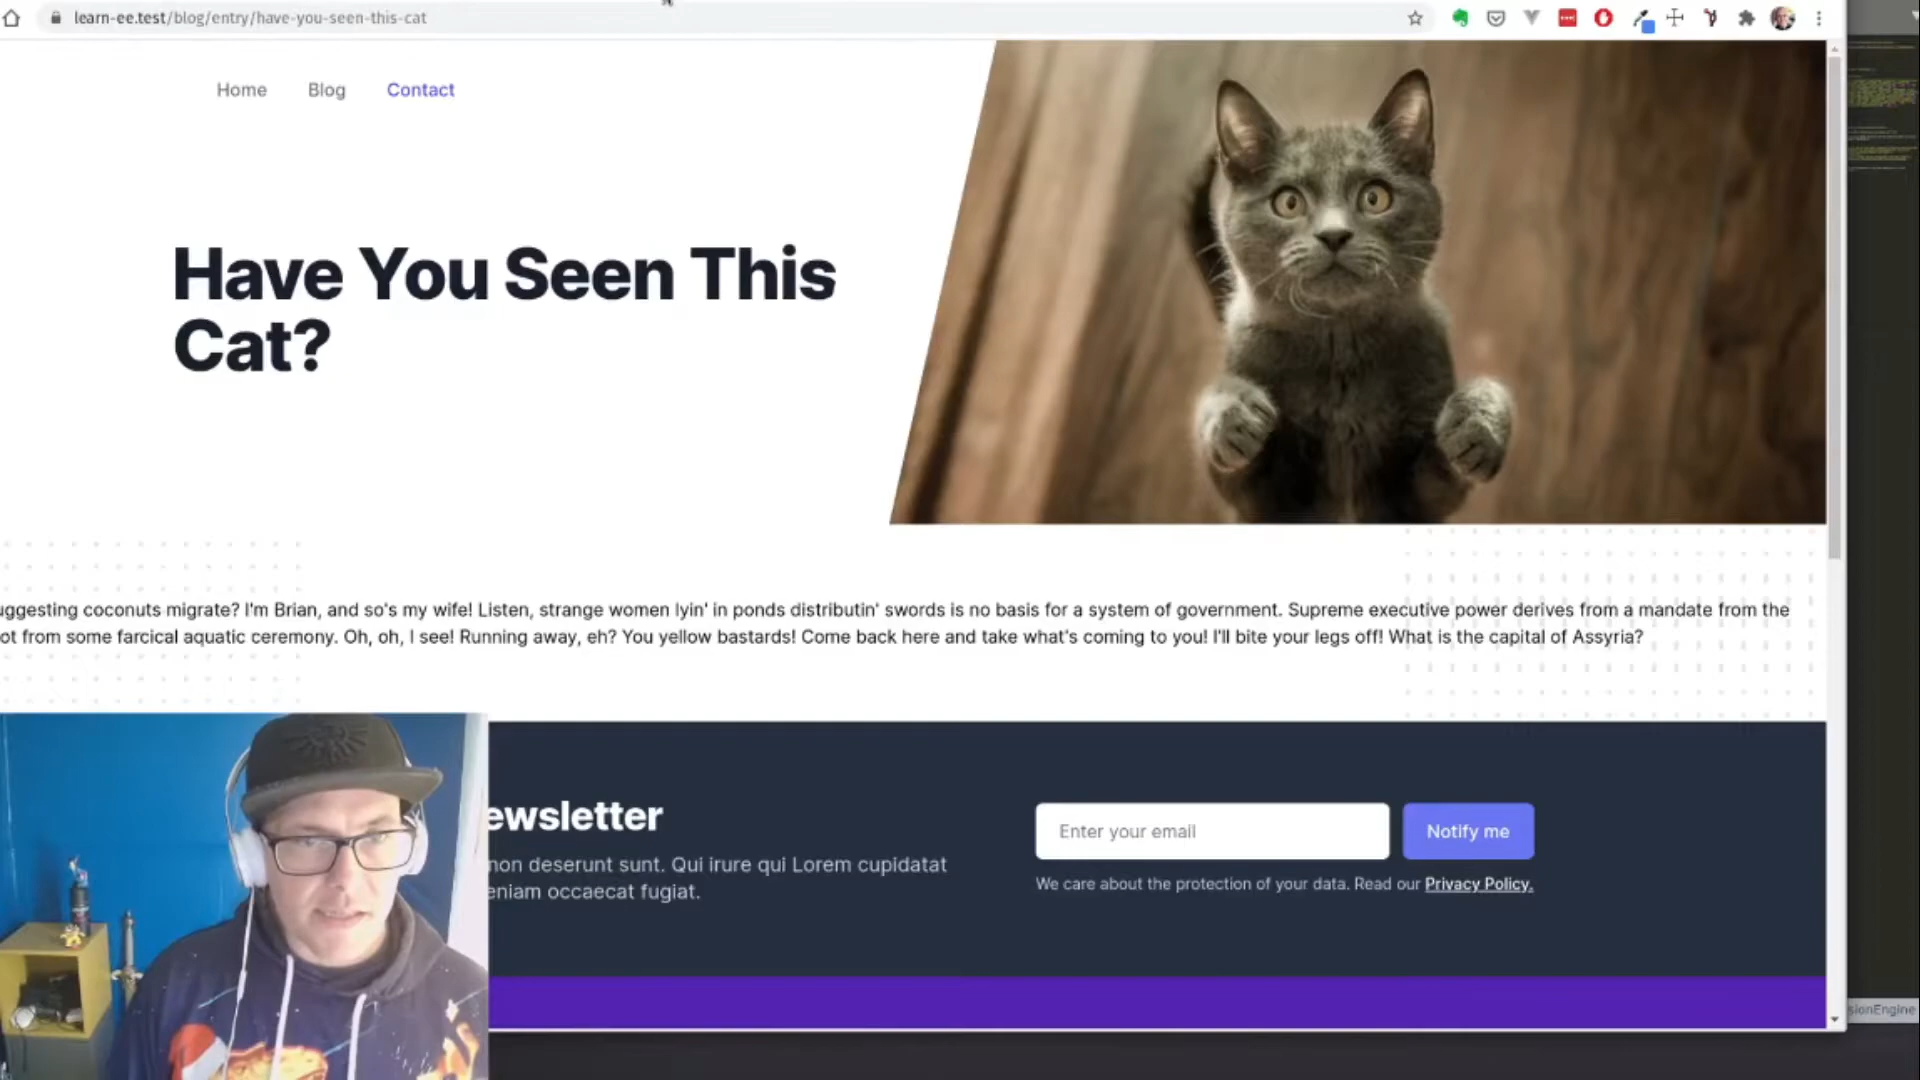 learn-ee.test/blog/entry/have-you-seen-this-cat
Home Blog Contact
Have You Seen This
Cat?
uggesting coconuts migrate? I'm Brian, and so's my wife! Listen, strange women lyin' in ponds distributin' swords is no basis for a system of government. Supreme executive power derives from a mandate from the
ot from some farcical aquatic ceremony. Oh, oh, I see! Running away, eh? You yellow bastards! Come back here and take what's coming to you! I'll bite your legs off! What is the capital of Assyria?
ewsletter
non deserunt sunt. Qui irure qui Lorem cupidatat
eniam occaecat fugiat.
Enter your email
Notify me
We care about the protection of your data. Read our Privacy Policy.
sionEngine